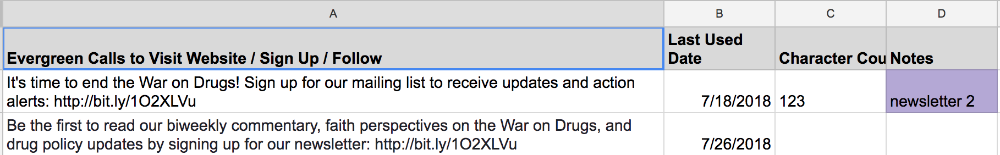 A B C D
Evergreen Calls to Visit Website / Sign Up / Follow
Last Used
Date
Character Cou
Notes
It's time to end the War on Drugs! Sign up for our mailing list to receive updates and action
alerts: http://bit.ly/1O2XLVu
7/18/2018
123
newsletter 2
Be the first to read our biweekly commentary, faith perspectives on the War on Drugs, and
drug policy updates by signing up for our newsletter: http://bit.ly/1O2XLVu
7/26/2018